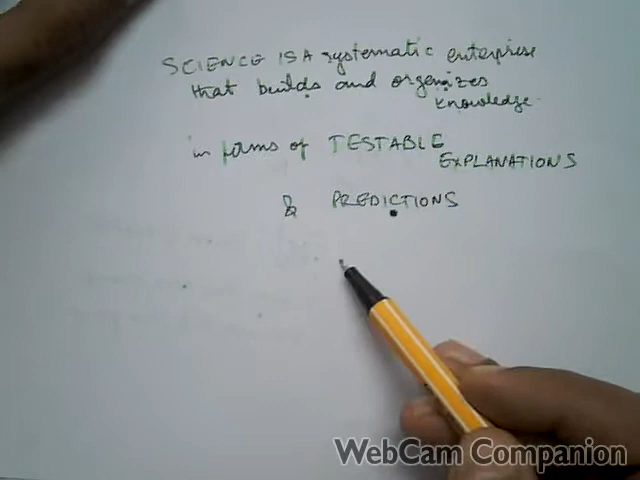 SCIENCE IS A systematic enterprise
that builds and organizes
knowledge.
in forms of TESTABLE
EXPLANATIONS
& PREDICTIONS
WebCam Companion